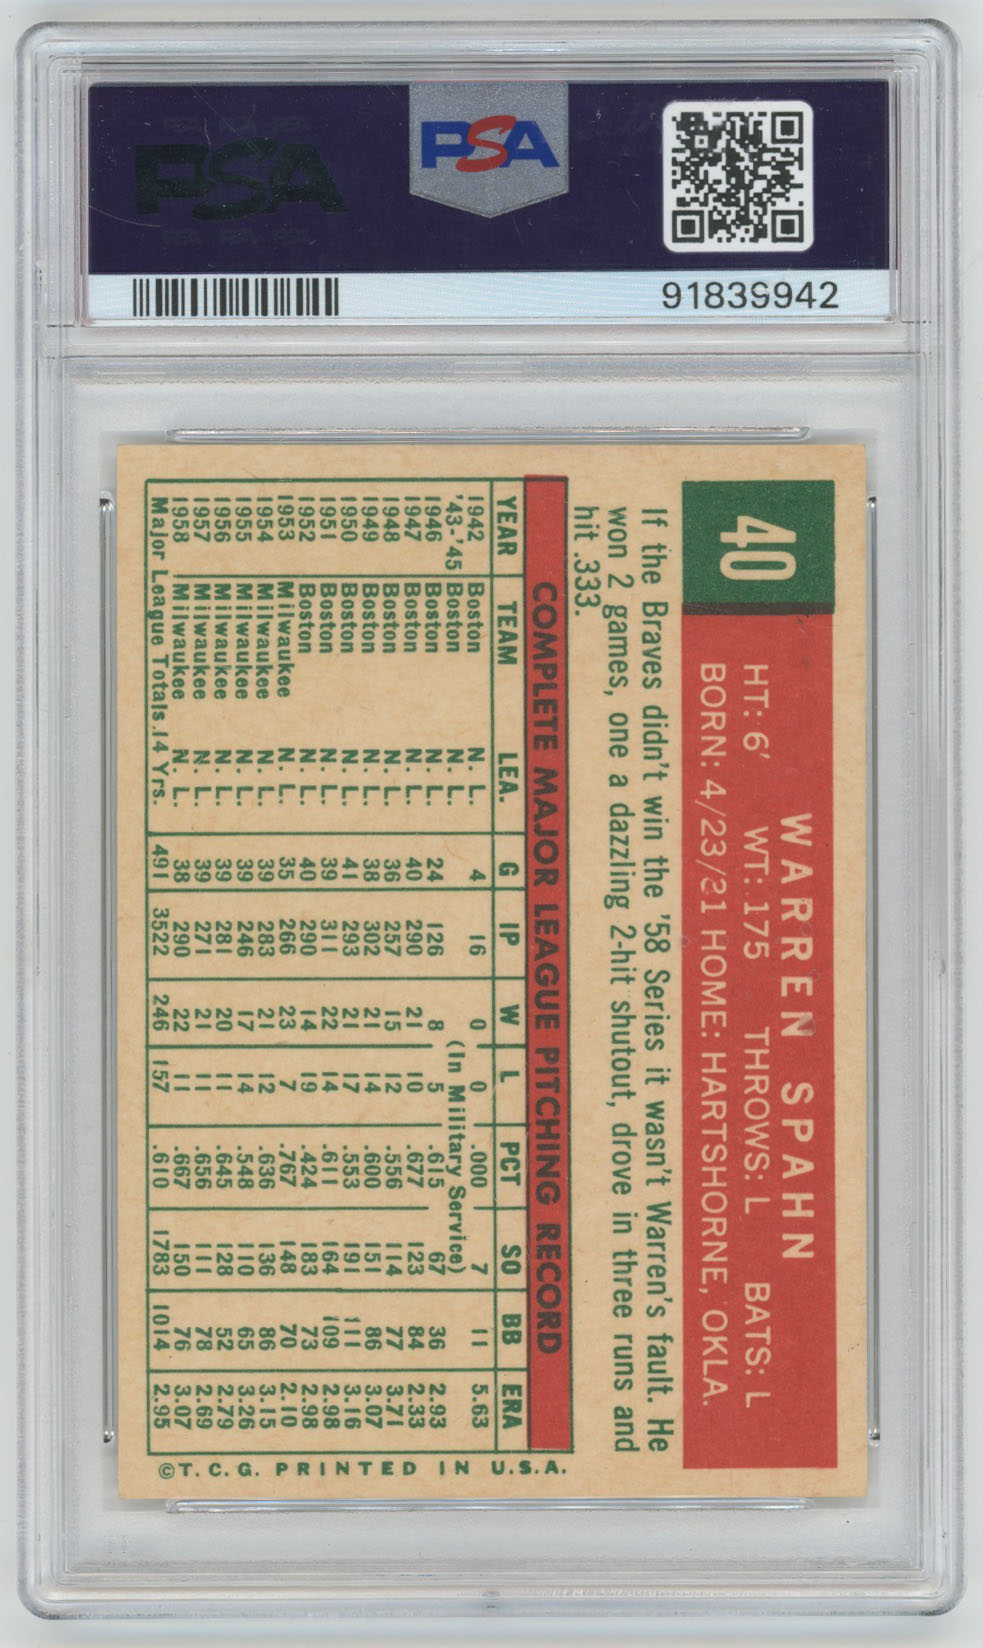 PSA
PSA
91839942
40
WARREN SPAHN
HT: 6' WT: 175 THROWS: L BATS: L
BORN: 4/23/21 HOME: HARTSHORNE, OKLA.
If the Braves didn't win the '58 Series it wasn't Warren's fault. He
won 2 games, one a dazzling 2-hit shutout, drove in three runs and
hit .333.
COMPLETE MAJOR LEAGUE PITCHING RECORD
YEAR TEAM LEA. G IP W L PCT SO BB ERA
1942 Boston N. L. 4 16 0 0 .000 7 11 5.63
'43-'45 Boston N. L. (In Military Service)
1946 Boston N. L. 24 126 8 5 .615 67 36 2.93
1947 Boston N. L. 40 290 21 10 .677 123 84 2.33
1948 Boston N. L. 36 257 15 12 .556 114 77 3.71
1949 Boston N. L. 38 302 21 14 .600 151 86 3.07
1950 Boston N. L. 41 293 21 17 .553 191 111 3.16
1951 Boston N. L. 39 311 22 14 .611 164 109 2.98
1952 Boston N. L. 40 290 14 19 .424 183 73 2.98
1953 Milwaukee N. L. 35 266 23 7 .767 148 70 2.10
1954 Milwaukee N. L. 39 283 21 12 .636 136 86 3.15
1955 Milwaukee N. L. 39 246 17 14 .548 110 65 3.26
1956 Milwaukee N. L. 39 281 20 11 .645 128 52 2.79
1957 Milwaukee N. L. 39 271 21 11 .656 111 78 2.69
1958 Milwaukee N. L. 38 290 22 11 .667 150 76 3.07
Major League Totals. 14 Yrs. 491 3522 246 157 .610 1783 1014 2.95
© T. C. G. PRINTED IN U.S.A.